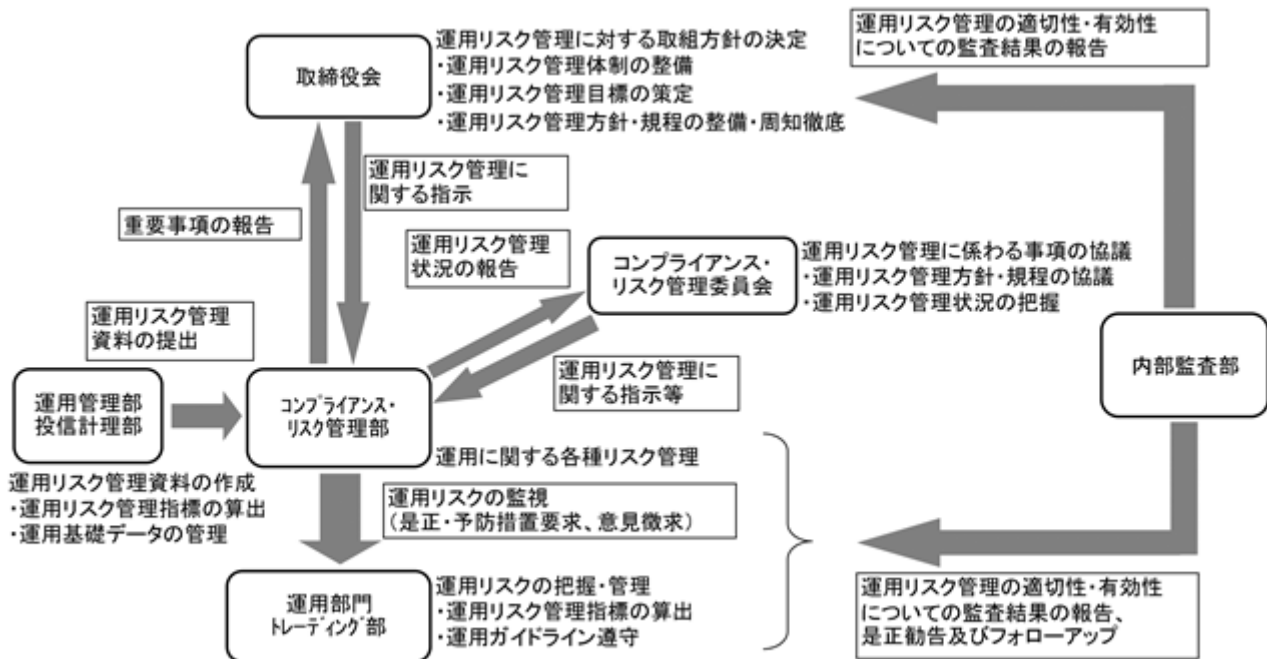 取締役会
運用リスク管理に対する取組方針の決定
・運用リスク管理体制の整備
・運用リスク管理目標の策定
・運用リスク管理方針・規程の整備・周知徹底
運用リスク管理の適切性・有効性
についての監査結果の報告
運用リスク管理に
関する指示
重要事項の報告
運用リスク管理
状況の報告
コンプライアンス・
リスク管理委員会
運用リスク管理に係わる事項の協議
・運用リスク管理方針・規程の協議
・運用リスク管理状況の把握
運用リスク管理
資料の提出
運用リスク管理に
関する指示等
内部監査部
運用管理部
投信計理部
コンプライアンス・
リスク管理部
運用に関する各種リスク管理
運用リスク管理資料の作成
・運用リスク管理指標の算出
・運用基礎データの管理
運用リスクの監視
(是正・予防措置要求、意見徴求)
運用部門
トレーディング部
運用リスクの把握・管理
・運用リスク管理指標の算出
・運用ガイドライン遵守
運用リスク管理の適切性・有効性
についての監査結果の報告、
是正勧告及びフォローアップ